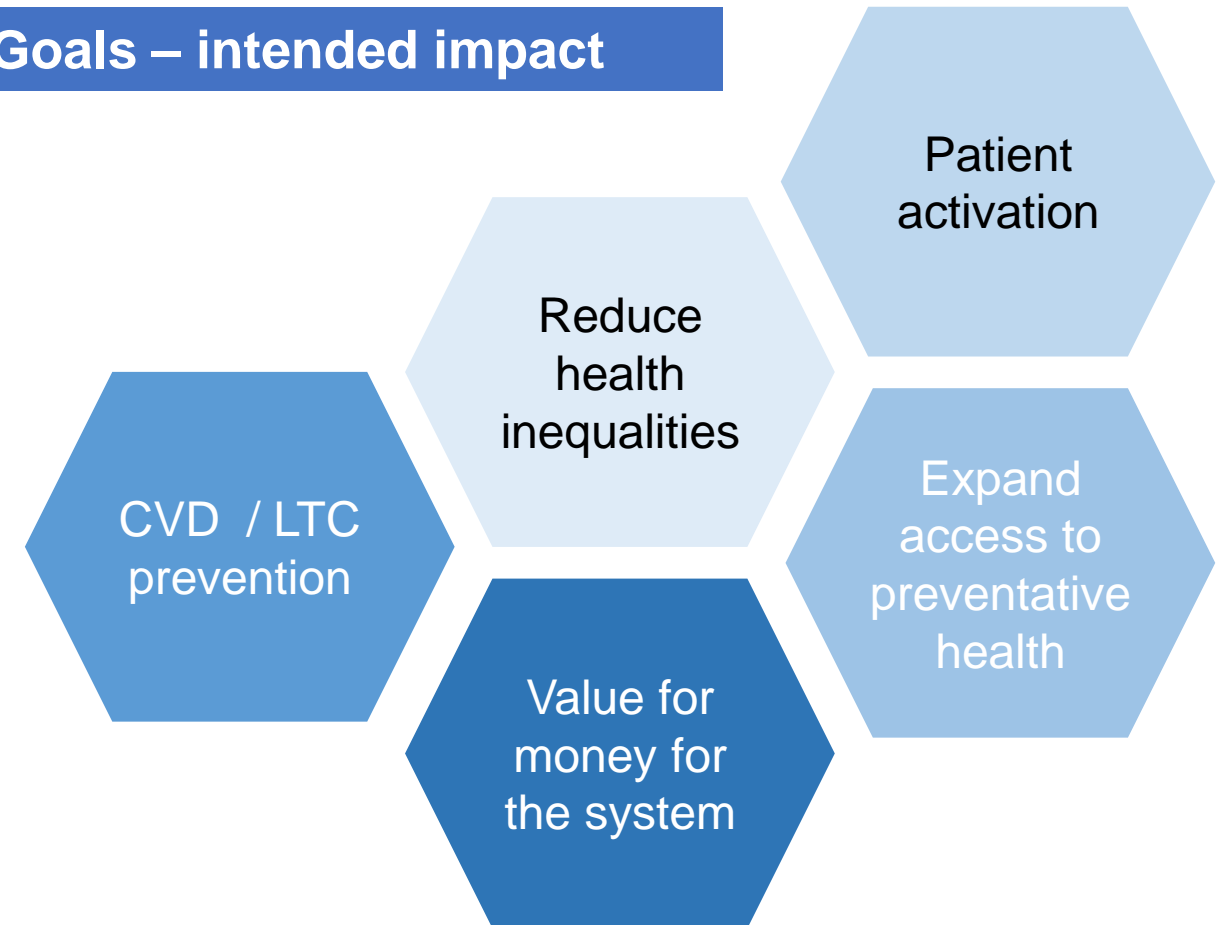 Goals – intended impact
Patient
activation
Reduce
health
inequalities
CVD / LTC
prevention
Expand
access to
preventative
health
Value for
money for
the system